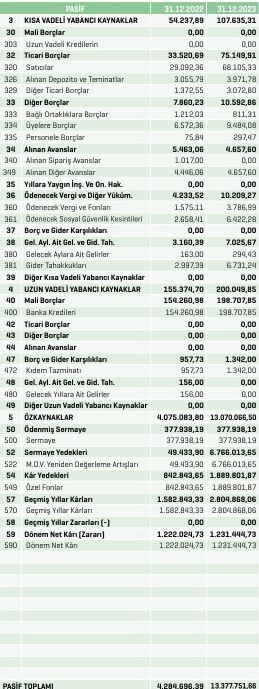 PASİF 31.12.2022 31.12.2023
3 KISA VADELİ YABANCI KAYNAKLAR 54.237,89 107.635,31
30 Mali Borçlar 0,00 0,00
303 Uzun Vadeli Kredilerin 0,00 0,00
32 Ticari Borçlar 33.520,69 75.149,91
320 Satıcılar 29.092,36 68.105,33
326 Alınan Depozito ve Teminatlar 3.055,79 3.971,78
329 Diğer Ticari Borçlar 1.372,55 3.072,80
33 Diğer Borçlar 7.860,23 10.592,86
333 Bağlı Ortaklıklara Borçlar 1.212,03 811,31
334 Üyelere Borçlar 6.572,36 9.484,08
335 Personele Borçlar 75,84 297,47
34 Alınan Avanslar 5.463,06 4.657,60
340 Alınan Sipariş Avanslar 1.017,00 0,00
349 Alınan Diğer Avanslar 4.446,06 4.657,60
35 Yıllara Yaygın İnş. Ve On. Hak. 0,00 0,00
36 Ödenecek Vergi ve Diğer Yüküm. 4.233,52 10.209,27
360 Ödenecek Vergi ve Fonları 1.575,11 3.786,99
361 Ödenecek Sosyal Güvenlik Kesintileri 2.658,41 6.422,28
37 Borç ve Gider Karşılıkları 0,00 0,00
38 Gel. Ayl. Ait Gel. ve Gid. Tah. 3.160,39 7.025,67
380 Gelecek Aylara Ait Gelirler 163,00 294,43
381 Gider Tahakkukları 2.997,39 6.731,24
39 Diğer Kısa Vadeli Yabancı Kaynaklar 0,00 0,00
4 UZUN VADELİ YABANCI KAYNAKLAR 155.374,70 200.049,85
40 Mali Borçlar 154.260,98 198.707,85
400 Banka Kredileri 154.260,98 198.707,85
42 Ticari Borçlar 0,00 0,00
43 Diğer Borçlar 0,00 0,00
44 Alınan Avanslar 0,00 0,00
47 Borç ve Gider Karşılıkları 957,73 1.342,00
472 Kıdem Tazminatı 957,73 1.342,00
48 Gel. Ayl. Ait Gel. ve Gid. Tah. 156,00 0,00
480 Gelecek Yıllara Ait Gelirler 156,00 0,00
49 Diğer Uzun Vadeli Yabancı Kaynaklar 0,00 0,00
5 ÖZKAYNAKLAR 4.075.083,80 13.070.066,50
50 Ödenmiş Sermaye 377.938,19 377.938,19
500 Sermaye 377.938,19 377.938,19
52 Sermaye Yedekleri 49.433,90 6.766.013,65
522 M.D.V. Yeniden Değerleme Artışları 49.433,90 6.766.013,65
54 Kâr Yedekleri 842.843,65 1.889.801,87
549 Özel Fonlar 842.843,65 1.889.801,87
57 Geçmiş Yıllar Kârları 1.582.843,33 2.804.868,06
570 Geçmiş Yıllar Kârları 1.582.843,33 2.804.868,06
58 Geçmiş Yıllar Zararları (-) 0,00 0,00
59 Dönem Net Kârı (Zararı) 1.222.024,73 1.231.444,73
590 Dönem Net Kârı 1.222.024,73 1.231.444,73
PASİF TOPLAMI 4.284.696,39 13.377.751,66